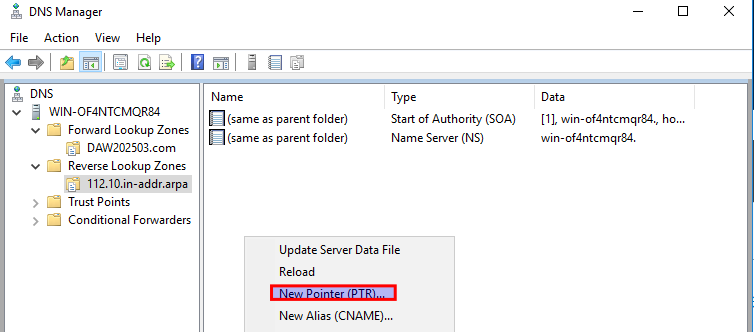 DNS Manager
File Action View Help
DNS
WIN-OF4NTCMQR84
Forward Lookup Zones
DAW202503.com
Reverse Lookup Zones
112.10.in-addr.arpa
Trust Points
Conditional Forwarders
Name Type Data
(same as parent folder) Start of Authority (SOA) [1], win-of4ntcmqr84., ho...
(same as parent folder) Name Server (NS) win-of4ntcmqr84.
Update Server Data File
Reload
New Pointer (PTR)...
New Alias (CNAME)...